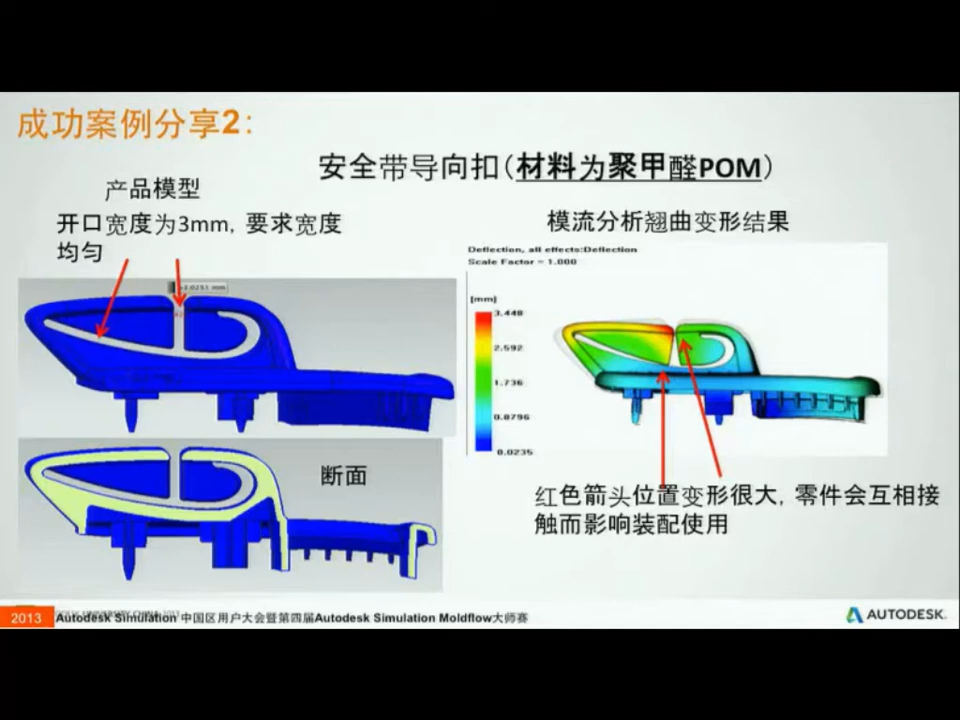 成功案例分享2：
安全带导向扣（材料为聚甲醛POM）
产品模型
开口宽度为3mm, 要求宽度
均匀
模流分析翘曲变形结果
Deflection, all effects:Deflection
Scale Factor = 1.000
[mm]
3.448
2.592
1.736
0.8796
0.0235
断面
红色箭头位置变形很大, 零件会互相接
触而影响装配使用
2013
Autodesk Simulation 中国区用户大会暨第四届Autodesk Simulation Moldflow大师赛
AUTODESK.